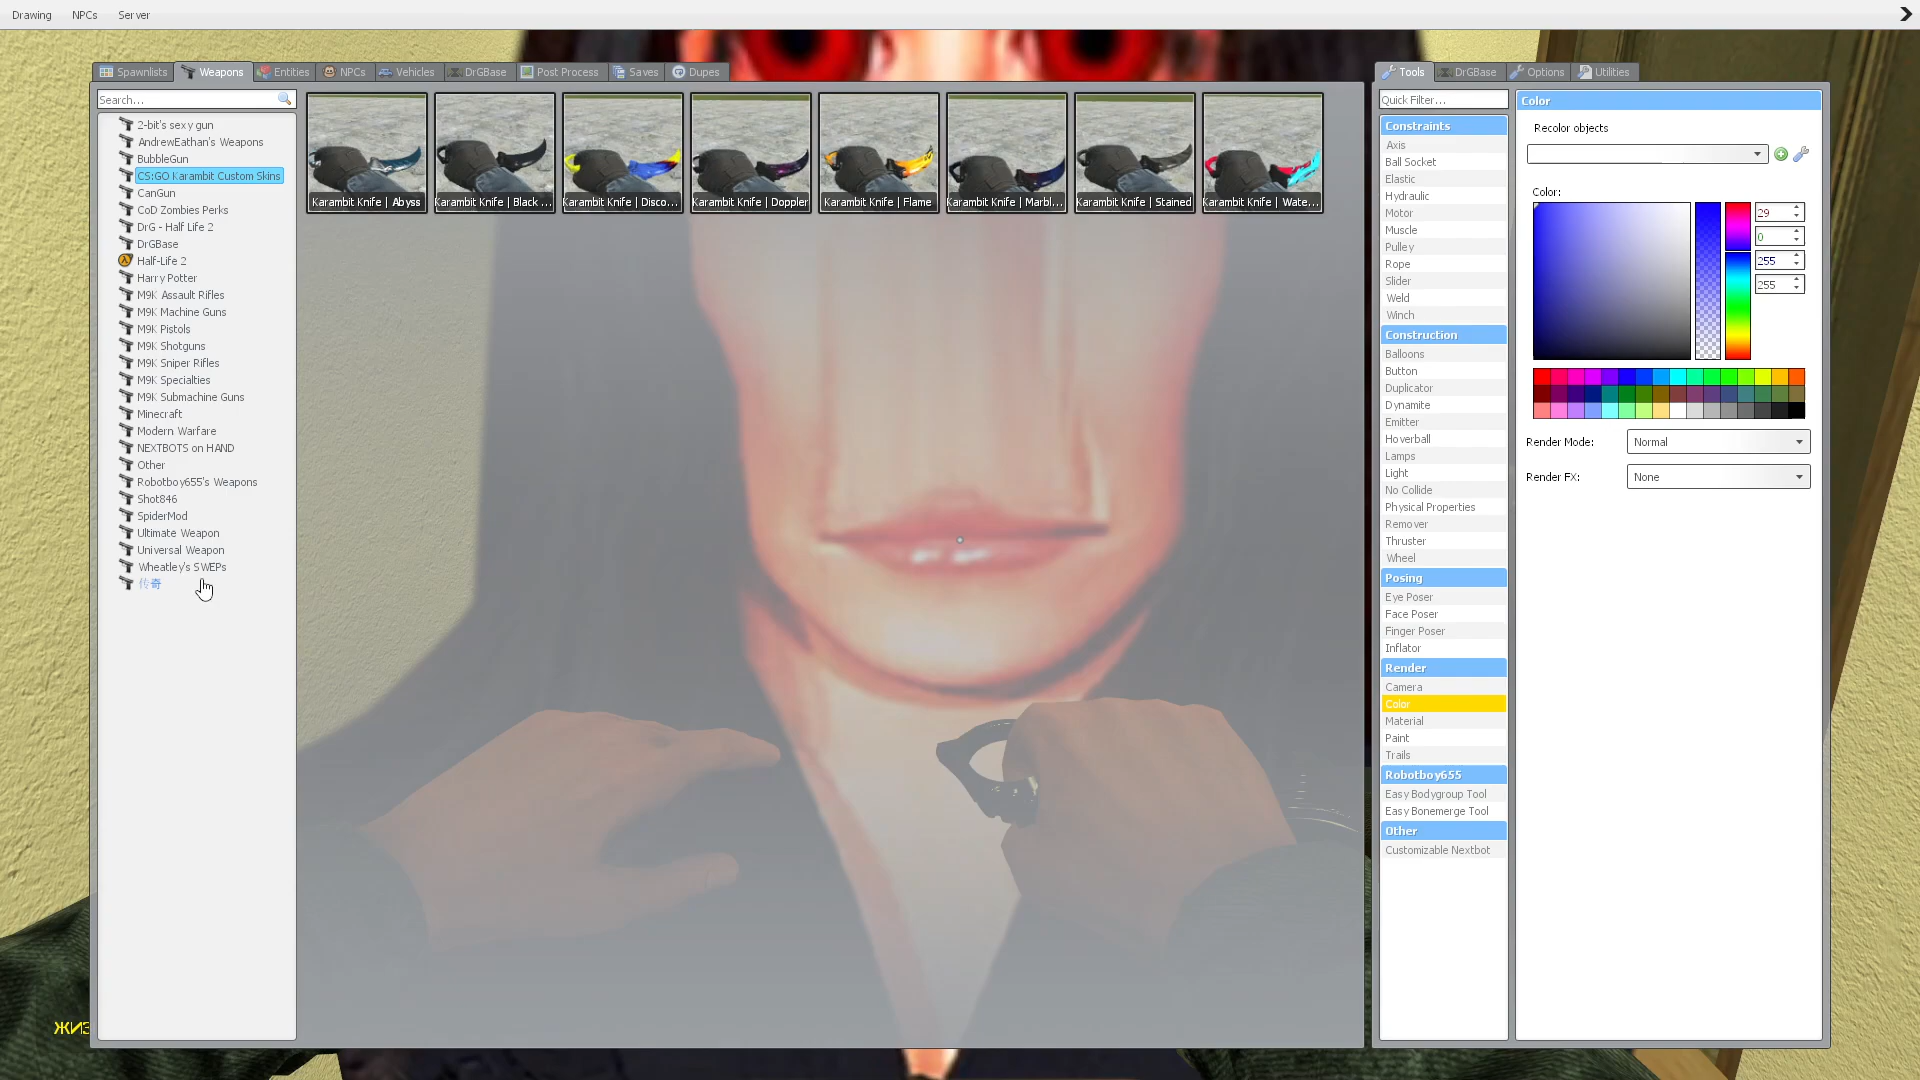 Drawing NPCs Server
Spawnlists Weapons Entities NPCs Vehicles DrGBase Post Process Saves Dupes
Search...
2-bit's sexy gun
AndrewEathan's Weapons
BubbleGun
CS:GO Karambit Custom Skins
CanGun
CoD Zombies Perks
DrG - Half Life 2
DrGBase
Half-Life 2
Harry Potter
M9K Assault Rifles
M9K Machine Guns
M9K Pistols
M9K Shotguns
M9K Sniper Rifles
M9K Specialties
M9K Submachine Guns
Minecraft
Modern Warfare
NEXTBOTS on HAND
Other
Robotboy655's Weapons
Shot846
SpiderMod
Ultimate Weapon
Universal Weapon
Wheatley's SWEPs
传奇
Karambit Knife | Abyss
Karambit Knife | Black ...
Karambit Knife | Disco...
Karambit Knife | Doppler
Karambit Knife | Flame
Karambit Knife | Marbl...
Karambit Knife | Stained
Karambit Knife | Wate...
ЖИЗ
Tools DrGBase Options Utilities
Quick Filter...
Constraints
Axis
Ball Socket
Elastic
Hydraulic
Motor
Muscle
Pulley
Rope
Slider
Weld
Winch
Construction
Balloons
Button
Duplicator
Dynamite
Emitter
Hoverball
Lamps
Light
No Collide
Physical Properties
Remover
Thruster
Wheel
Posing
Eye Poser
Face Poser
Finger Poser
Inflator
Render
Camera
Color
Material
Paint
Trails
Robotboy655
Easy Bodygroup Tool
Easy Bonemerge Tool
Other
Customizable Nextbot
Color
Recolor objects
Color:
29
0
255
255
Render Mode: Normal
Render FX: None